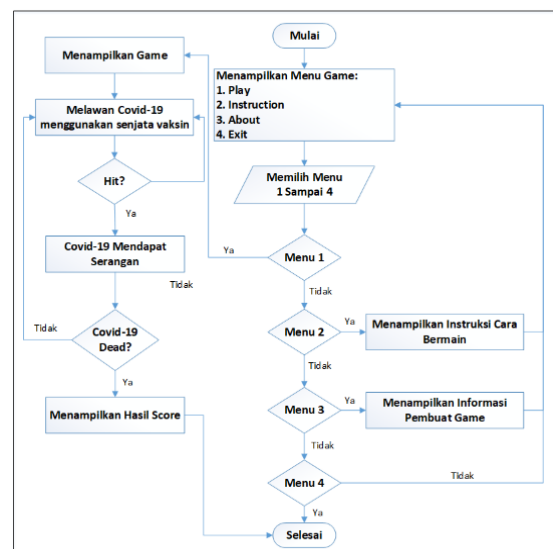 Mulai
Menampilkan Game
Menampilkan Menu Game:
1. Play
2. Instruction
3. About
4. Exit
Melawan Covid-19
menggunakan senjata vaksin
Memilih Menu
1 Sampai 4
Hit?
Ya
Covid-19 Mendapat
Serangan
Ya
Menu 1
Tidak
Tidak
Covid-19
Dead?
Tidak
Ya
Menampilkan Hasil Score
Menu 2
Ya
Menampilkan Instruksi Cara
Bermain
Tidak
Menu 3
Ya
Menampilkan Informasi
Pembuat Game
Tidak
Menu 4
Tidak
Ya
Selesai